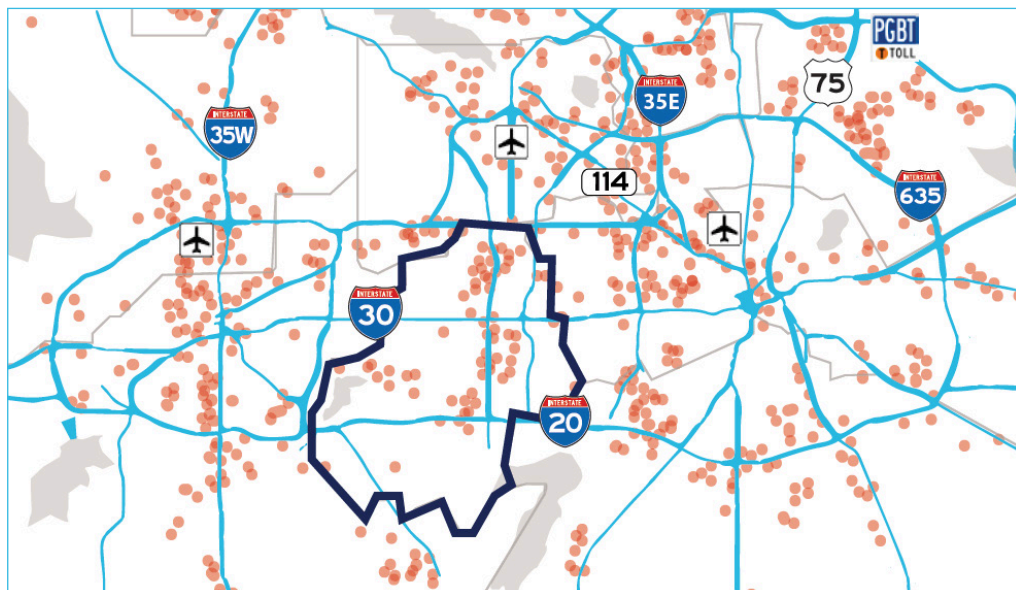 PGBT
T TOLL
75
INTERSTATE
35E
INTERSTATE
35W
114
INTERSTATE
635
INTERSTATE
30
INTERSTATE
20